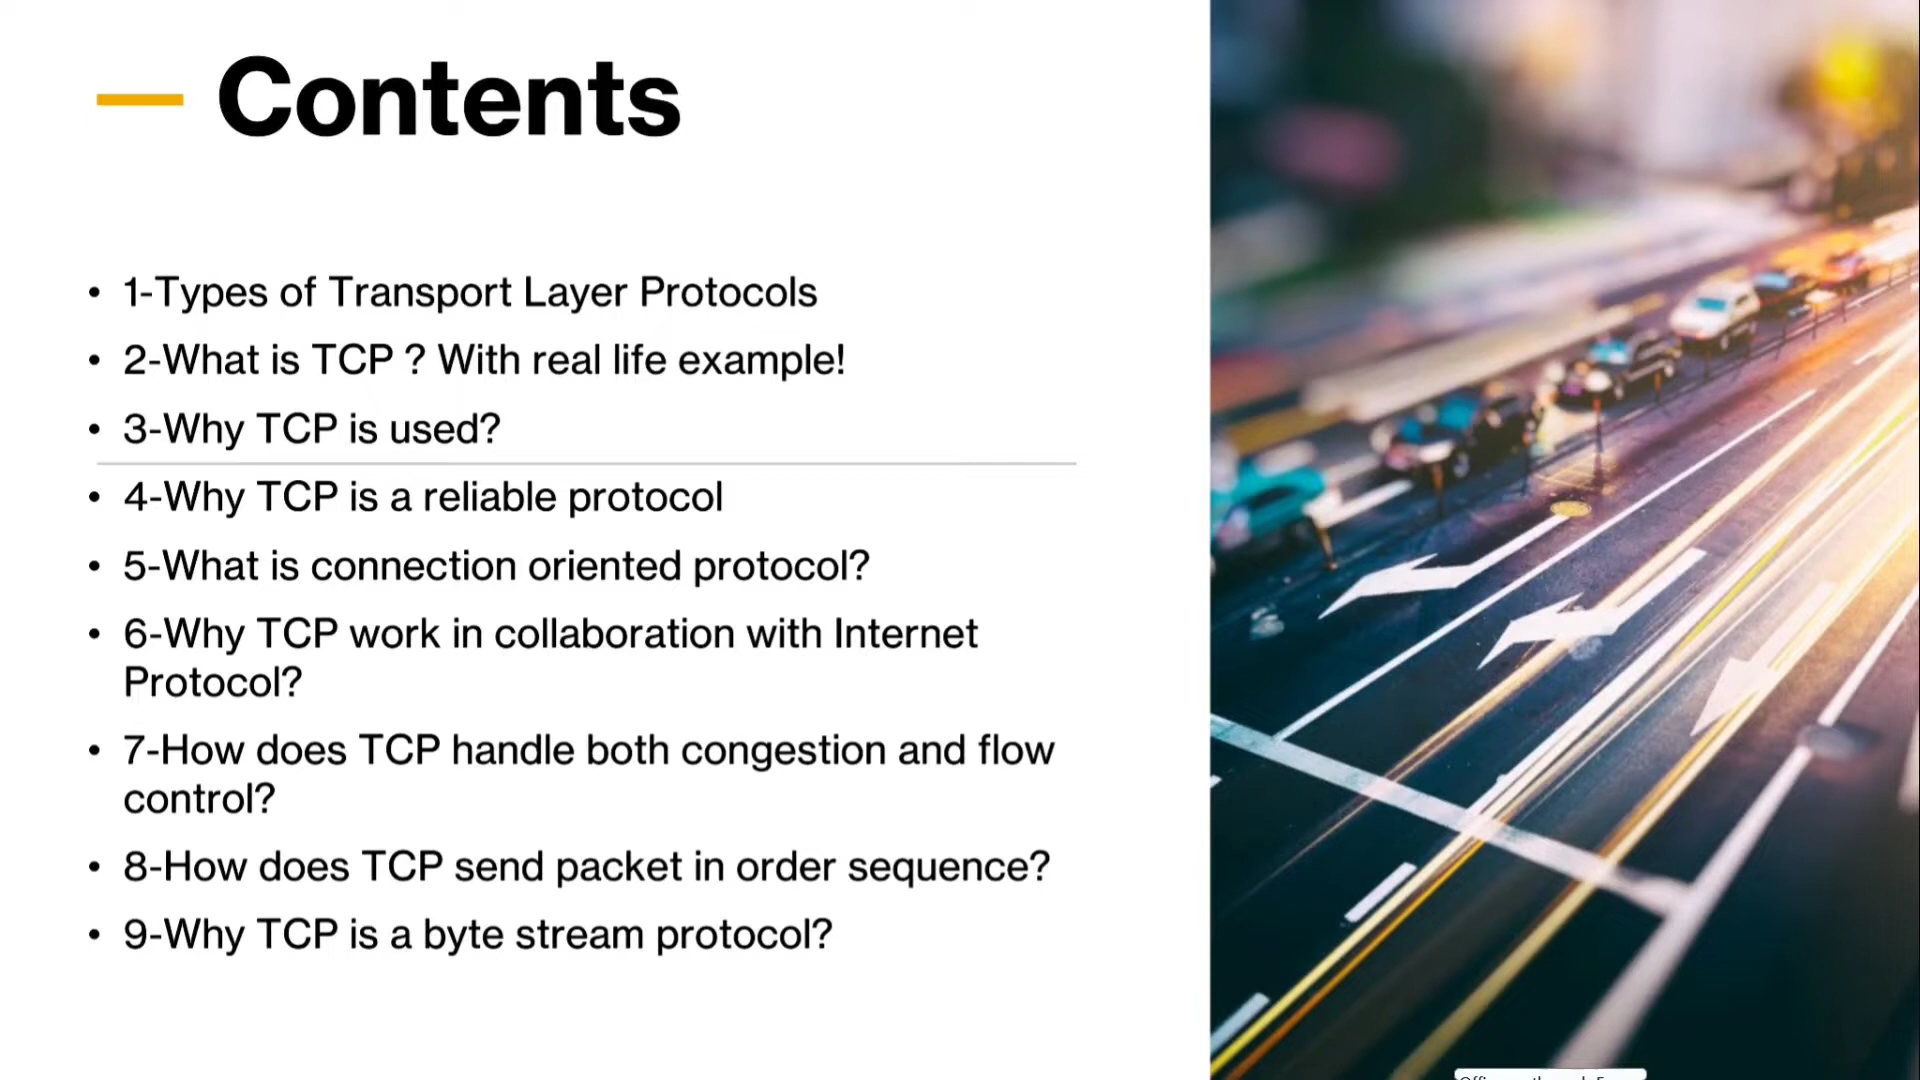 Contents
• 1-Types of Transport Layer Protocols
• 2-What is TCP ? With real life example!
• 3-Why TCP is used?
• 4-Why TCP is a reliable protocol
• 5-What is connection oriented protocol?
• 6-Why TCP work in collaboration with Internet
Protocol?
• 7-How does TCP handle both congestion and flow
control?
• 8-How does TCP send packet in order sequence?
• 9-Why TCP is a byte stream protocol?